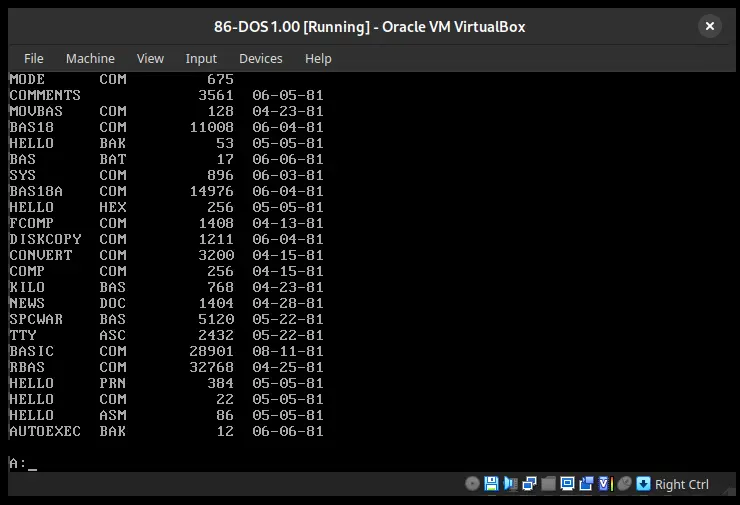 86-DOS 1.00 [Running] - Oracle VM VirtualBox
File Machine View Input Devices Help
MODE     COM         675
COMMENTS            3561  06-05-81
MOVBAS   COM         128  04-23-81
BAS18    COM       11008  06-04-81
HELLO    BAK          53  05-05-81
BAS      BAT          17  06-06-81
SYS      COM         896  06-03-81
BAS18A   COM       14976  06-04-81
HELLO    HEX         256  05-05-81
FCOMP    COM        1408  04-13-81
DISKCOPY COM        1211  06-04-81
CONVERT  COM        3200  04-15-81
COMP     COM         256  04-15-81
KILO     BAS         768  04-23-81
NEWS     DOC        1404  04-28-81
SPCWAR   BAS        5120  05-22-81
TTY      ASC        2432  05-22-81
BASIC    COM       28901  08-11-81
RBAS     COM       32768  04-25-81
HELLO    PRN         384  05-05-81
HELLO    COM          22  05-05-81
HELLO    ASM          86  05-05-81
AUTOEXEC BAK          12  06-06-81
A:_
Right Ctrl